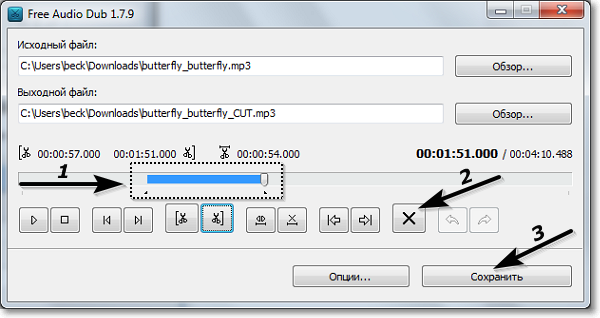 Free Audio Dub 1.7.9
Исходный файл:
C:\Users\beck\Downloads\butterfly_butterfly.mp3
Обзор...
Выходной файл:
C:\Users\beck\Downloads\butterfly_butterfly_CUT.mp3
Обзор...
00:00:57.000 00:01:51.000 00:00:54.000 00:01:51.000 / 00:04:10.488
1
2
3
Опции... Сохранить